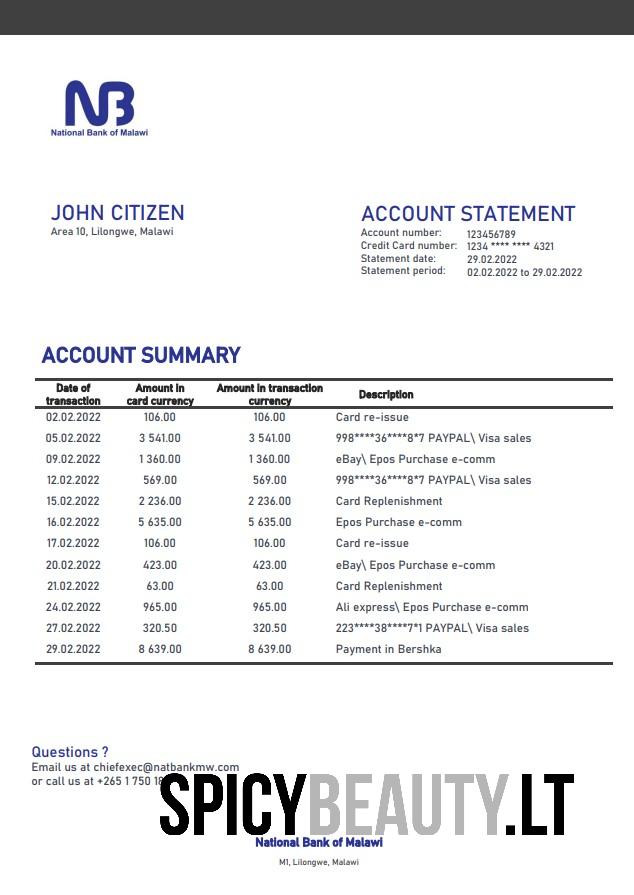 NB
National Bank of Malawi
JOHN CITIZEN
Area 10, Lilongwe, Malawi
ACCOUNT STATEMENT
Account number: 123456789
Credit Card number: 1234 **** **** 4321
Statement date: 29.02.2022
Statement period: 02.02.2022 to 29.02.2022
ACCOUNT SUMMARY
Date of transaction Amount in card currency Amount in transaction currency Description
02.02.2022 106.00 106.00 Card re-issue
05.02.2022 3 541.00 3 541.00 998****36****8*7 PAYPAL\ Visa sales
09.02.2022 1 360.00 1 360.00 eBay\ Epos Purchase e-comm
12.02.2022 569.00 569.00 998****36****8*7 PAYPAL\ Visa sales
15.02.2022 2 236.00 2 236.00 Card Replenishment
16.02.2022 5 635.00 5 635.00 Epos Purchase e-comm
17.02.2022 106.00 106.00 Card re-issue
20.02.2022 423.00 423.00 eBay\ Epos Purchase e-comm
21.02.2022 63.00 63.00 Card Replenishment
24.02.2022 965.00 965.00 Ali express\ Epos Purchase e-comm
27.02.2022 320.50 320.50 223****38****7*1 PAYPAL\ Visa sales
29.02.2022 8 639.00 8 639.00 Payment in Bershka
Questions ?
Email us at chiefexec@natbankmw.com
or call us at +265 1 750
SPICYBEAUTY.LT
National Bank of Malawi
M1, Lilongwe, Malawi